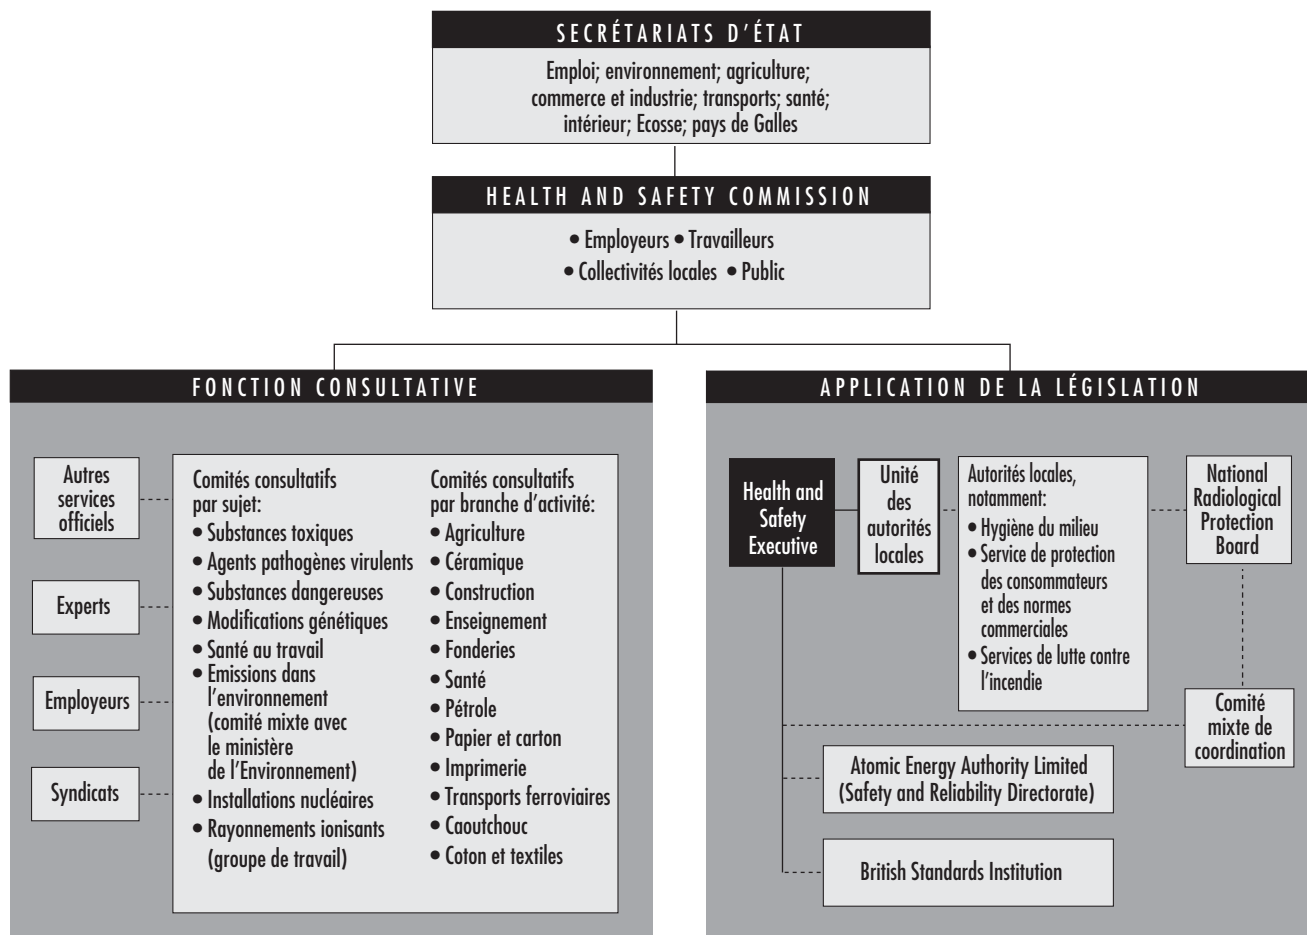 SECRÉTARIATS D'ÉTAT
Emploi; environnement; agriculture;
commerce et industrie; transports; santé;
intérieur; Ecosse; pays de Galles
HEALTH AND SAFETY COMMISSION
• Employeurs • Travailleurs
• Collectivités locales • Public
FONCTION CONSULTATIVE
Autres
services
officiels
Experts
Employeurs
Syndicats
Comités consultatifs
par sujet:
• Substances toxiques
• Agents pathogènes virulents
• Substances dangereuses
• Modifications génétiques
• Santé au travail
• Emissions dans
l'environnement
(comité mixte avec
le ministère
de l'Environnement)
• Installations nucléaires
• Rayonnements ionisants
(groupe de travail)
Comités consultatifs
par branche d'activité:
• Agriculture
• Céramique
• Construction
• Enseignement
• Fonderies
• Santé
• Pétrole
• Papier et carton
• Imprimerie
• Transports ferroviaires
• Caoutchouc
• Coton et textiles
APPLICATION DE LA LÉGISLATION
Health and
Safety
Executive
Unité
des
autorités
locales
Autorités locales,
notamment:
• Hygiène du milieu
• Service de protection
des consommateurs
et des normes
commerciales
• Services de lutte contre
l'incendie
National
Radiological
Protection
Board
Comité
mixte de
coordination
Atomic Energy Authority Limited
(Safety and Reliability Directorate)
British Standards Institution